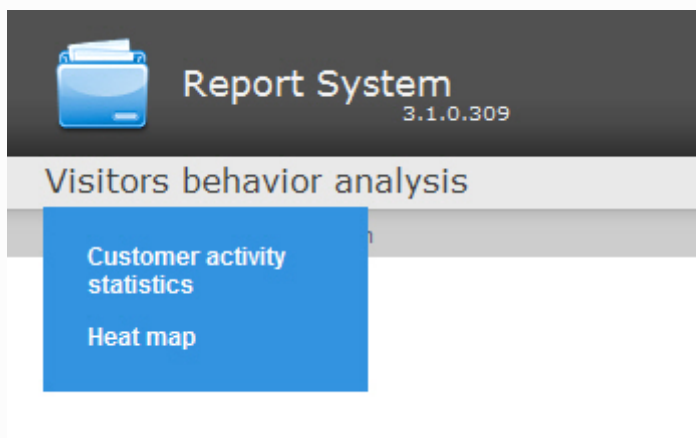 Report System
3.1.0.309
Visitors behavior analysis
Customer activity
statistics
Heat map